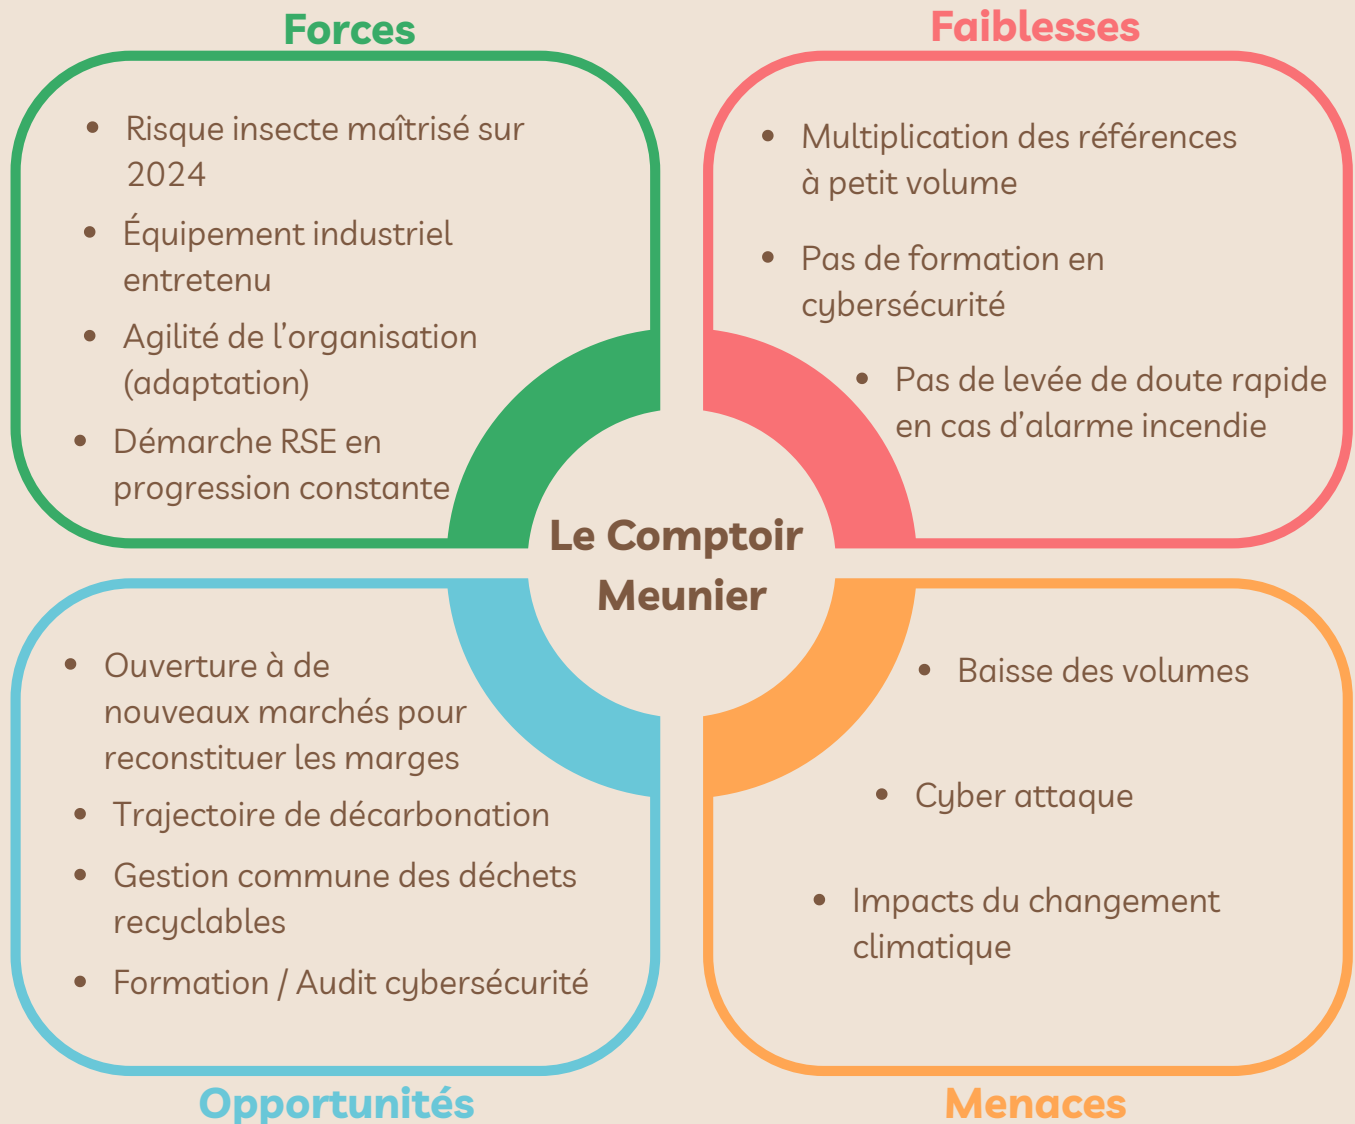 Forces
• Risque insecte maîtrisé sur
2024
• Équipement industriel
entretenu
• Agilité de l’organisation
(adaptation)
• Démarche RSE en
progression constante
Faiblesses
• Multiplication des références
à petit volume
• Pas de formation en
cybersécurité
• Pas de levée de doute rapide
en cas d’alarme incendie
Le Comptoir
Meunier
• Ouverture à de
nouveaux marchés pour
reconstituer les marges
• Trajectoire de décarbonation
• Gestion commune des déchets
recyclables
• Formation / Audit cybersécurité
Opportunités
• Baisse des volumes
• Cyber attaque
• Impacts du changement
climatique
Menaces